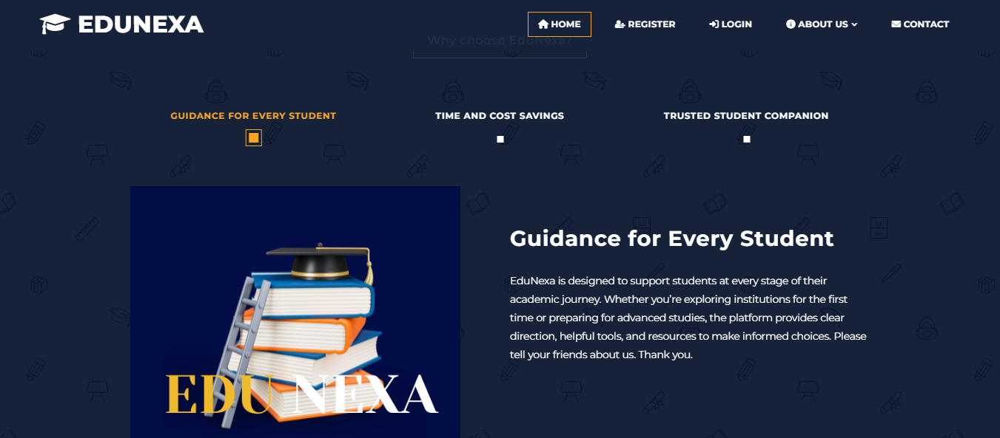 EDUNEXA
HOME
REGISTER
LOGIN
ABOUT US
CONTACT
Why choose EduNexa?
GUIDANCE FOR EVERY STUDENT
TIME AND COST SAVINGS
TRUSTED STUDENT COMPANION
EDU NEXA
Guidance for Every Student
EduNexa is designed to support students at every stage of their
academic journey. Whether you’re exploring institutions for the first
time or preparing for advanced studies, the platform provides clear
direction, helpful tools, and resources to make informed choices. Please
tell your friends about us. Thank you.